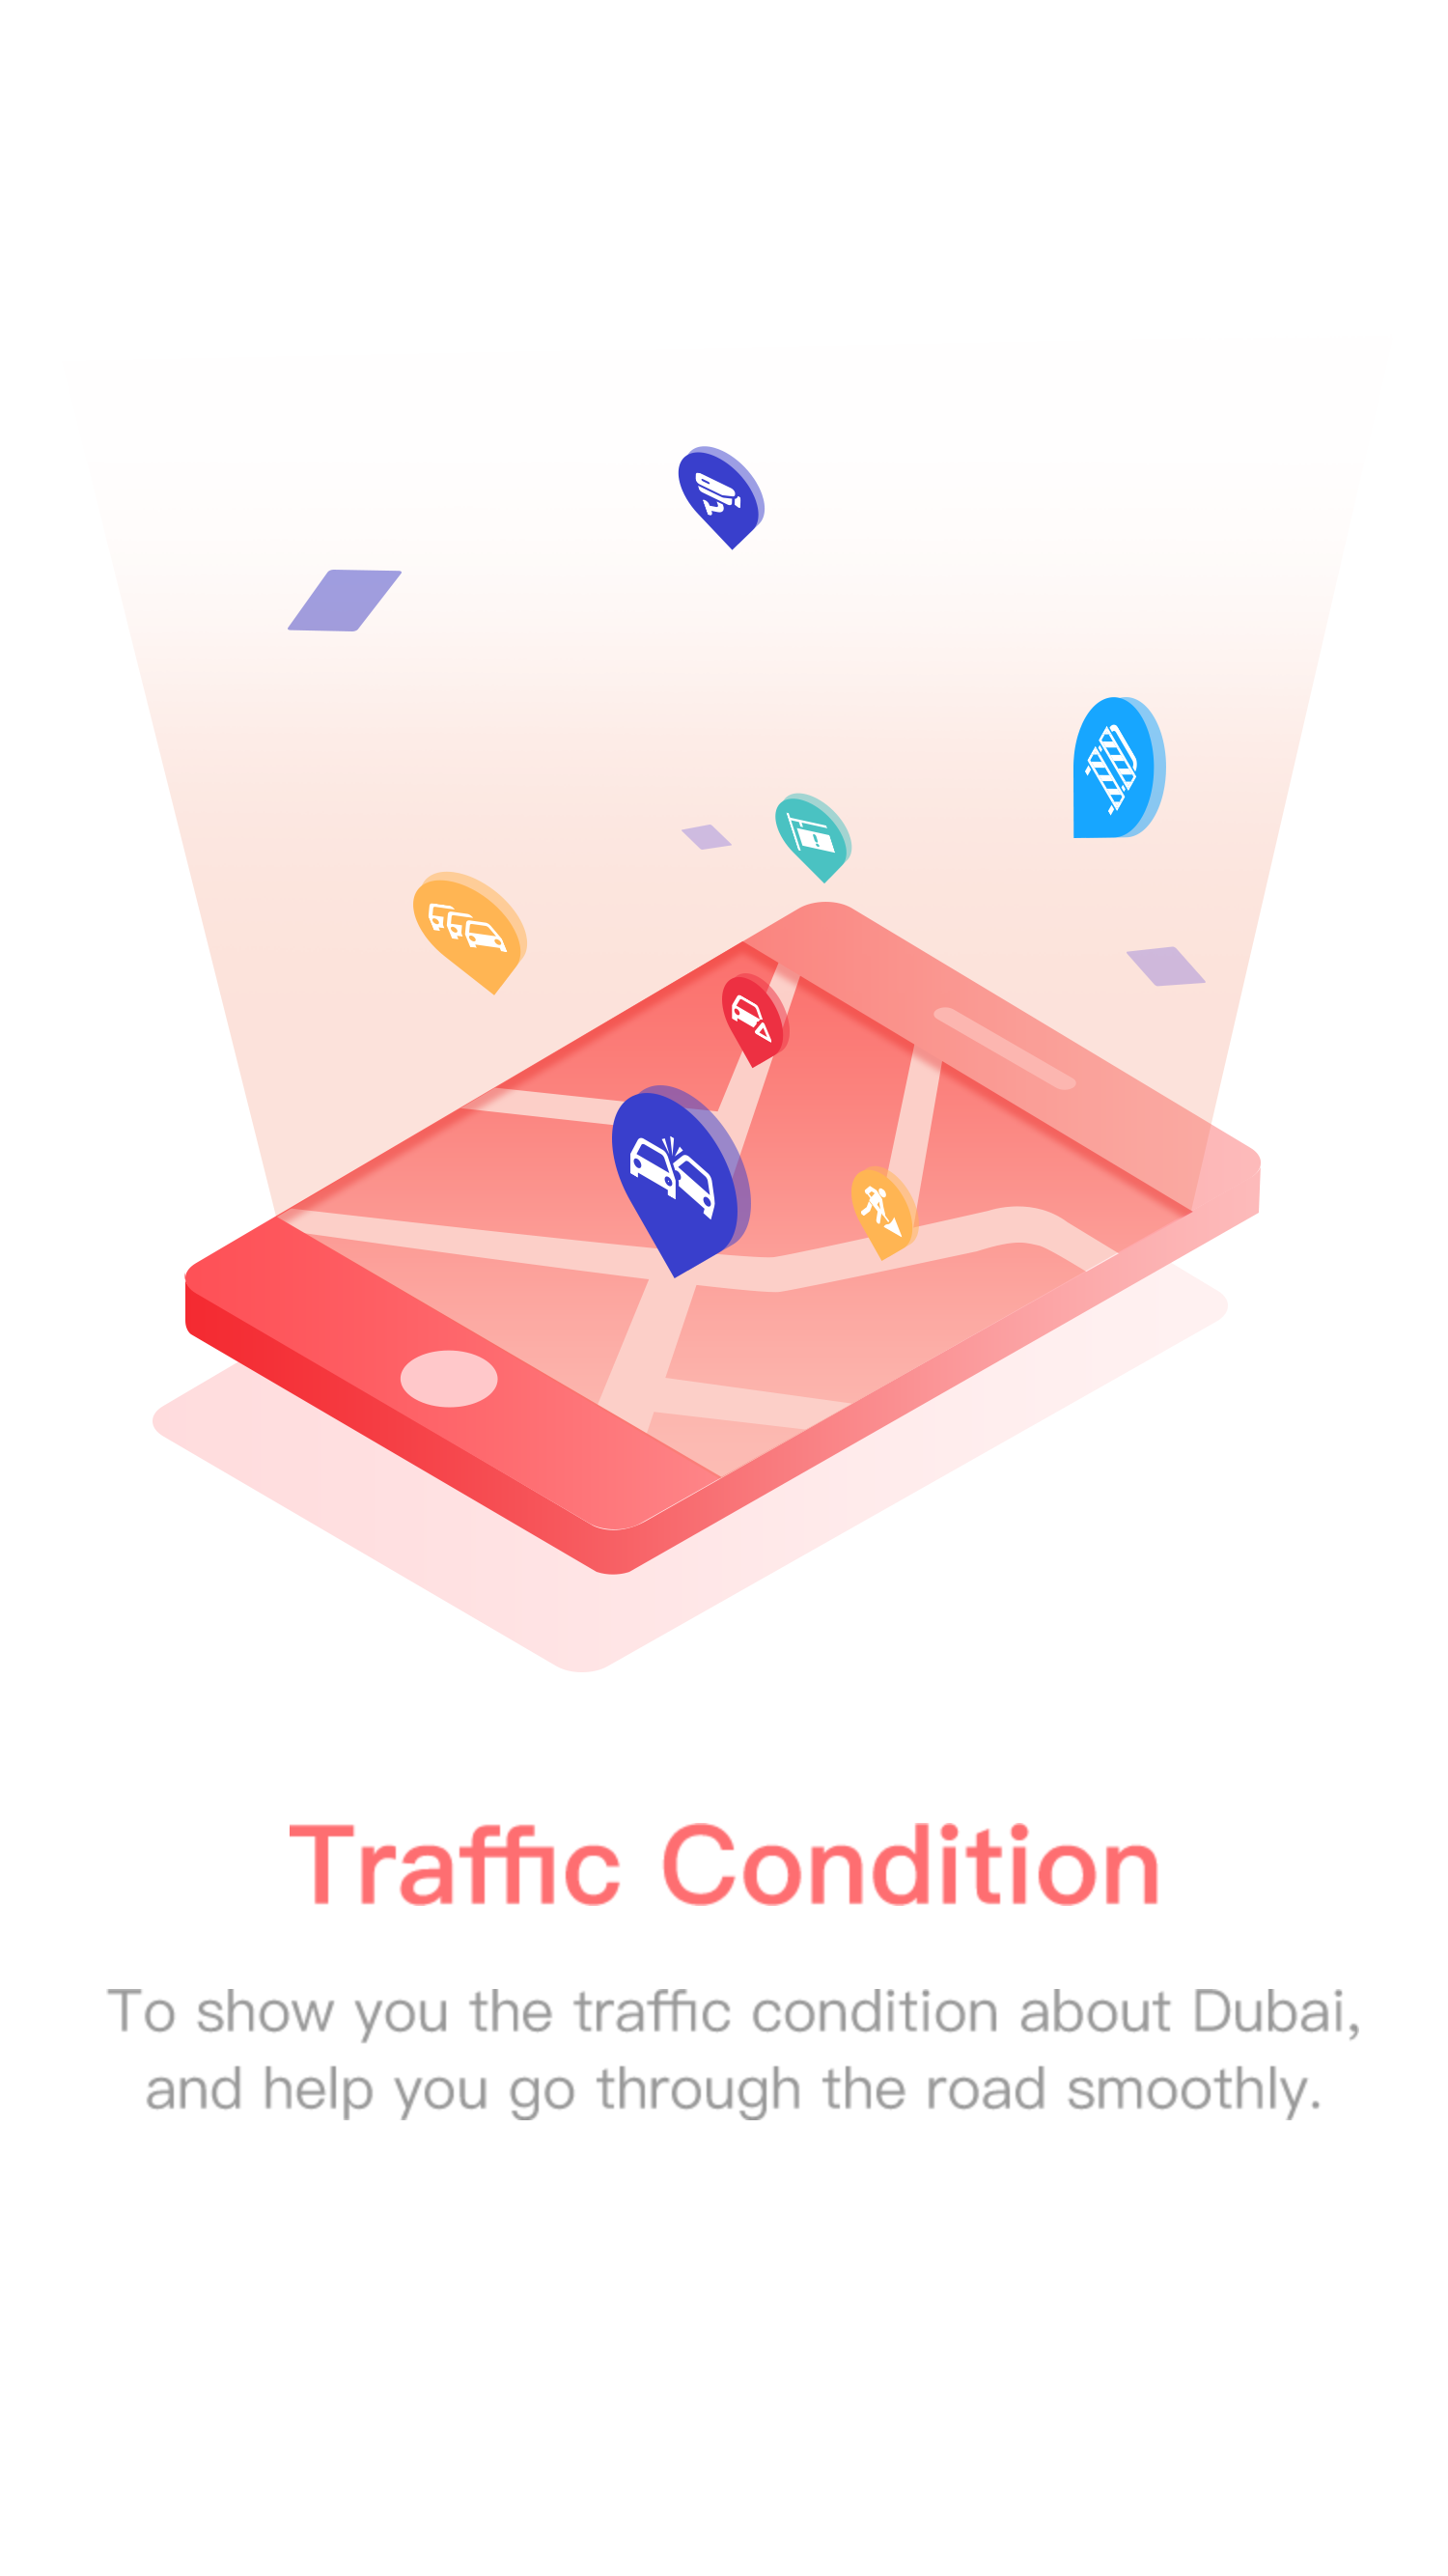 Traffic Condition
To show you the traffic condition about Dubai,
and help you go through the road smoothly.